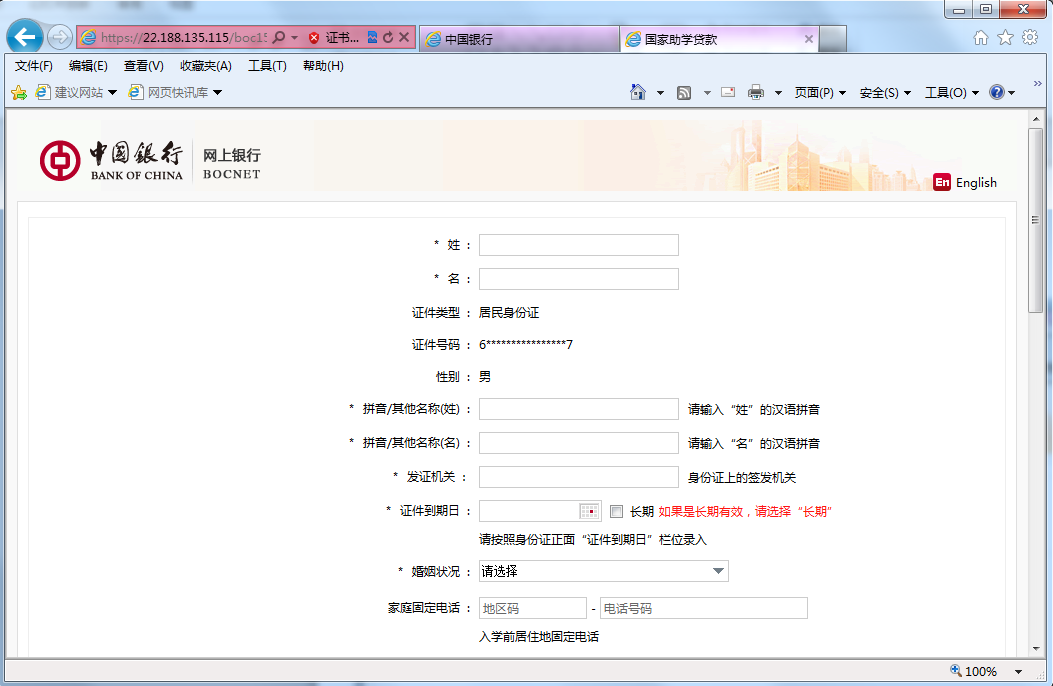 https://22.188.135.115/boc15
证书...
中国银行
国家助学贷款
文件(F) 编辑(E) 查看(V) 收藏夹(A) 工具(T) 帮助(H)
建议网站 网页快讯库
页面(P) 安全(S) 工具(O)
中国银行
BANK OF CHINA
网上银行
BOCNET
En English
* 姓 :
* 名 :
证件类型 : 居民身份证
证件号码 : 6****************7
性别 : 男
* 拼音/其他名称(姓) : 请输入“姓”的汉语拼音
* 拼音/其他名称(名) : 请输入“名”的汉语拼音
* 发证机关 : 身份证上的签发机关
* 证件到期日 : 长期 如果是长期有效，请选择“长期”
请按照身份证正面“证件到期日”栏位录入
* 婚姻状况 : 请选择
家庭固定电话 : 地区码 - 电话号码
入学前居住地固定电话
100%